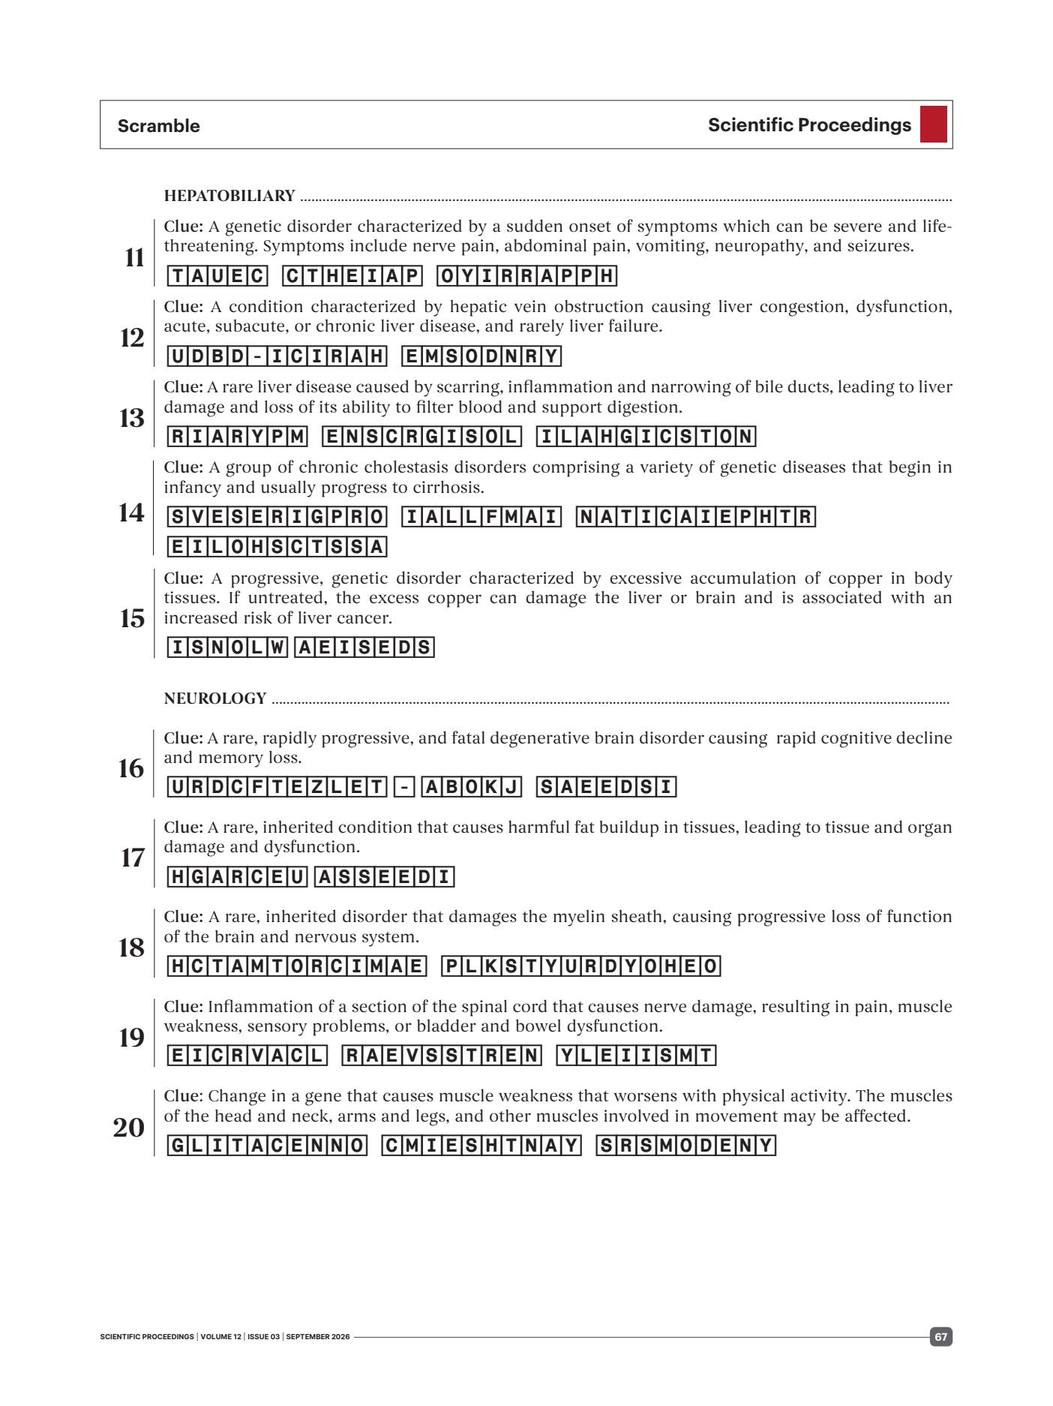 Scramble
Scientific Proceedings
HEPATOBILIARY
11
Clue: A genetic disorder characterized by a sudden onset of symptoms which can be severe and life-
threatening. Symptoms include nerve pain, abdominal pain, vomiting, neuropathy, and seizures.
TAUEC CTHEIAP OYIRRAPPH
12
Clue: A condition characterized by hepatic vein obstruction causing liver congestion, dysfunction,
acute, subacute, or chronic liver disease, and rarely liver failure.
UDBD-ICIRAH EMSODNRY
13
Clue: A rare liver disease caused by scarring, inflammation and narrowing of bile ducts, leading to liver
damage and loss of its ability to filter blood and support digestion.
RIARYPM ENSCRGISOL ILAHGICSTON
14
Clue: A group of chronic cholestasis disorders comprising a variety of genetic diseases that begin in
infancy and usually progress to cirrhosis.
SVESERIGPRO IALLFMAI NATICAIEPHTR
EILOHSCTSSA
15
Clue: A progressive, genetic disorder characterized by excessive accumulation of copper in body
tissues. If untreated, the excess copper can damage the liver or brain and is associated with an
increased risk of liver cancer.
ISNOLW AEISEDS
NEUROLOGY
16
Clue: A rare, rapidly progressive, and fatal degenerative brain disorder causing rapid cognitive decline
and memory loss.
URDCFTEZLET - ABOKJ SAEEDSI
17
Clue: A rare, inherited condition that causes harmful fat buildup in tissues, leading to tissue and organ
damage and dysfunction.
HGARCEU ASSEEDI
18
Clue: A rare, inherited disorder that damages the myelin sheath, causing progressive loss of function
of the brain and nervous system.
HCTAMTORCIMAE PLKSTYURDYOHEO
19
Clue: Inflammation of a section of the spinal cord that causes nerve damage, resulting in pain, muscle
weakness, sensory problems, or bladder and bowel dysfunction.
EICRVACL RAEVSSTREN YLEIISMT
20
Clue: Change in a gene that causes muscle weakness that worsens with physical activity. The muscles
of the head and neck, arms and legs, and other muscles involved in movement may be affected.
GLITACENNO CMIESHTNAY SRSMODENY
SCIENTIFIC PROCEEDINGS | VOLUME 12 | ISSUE 03 | SEPTEMBER 2026
67